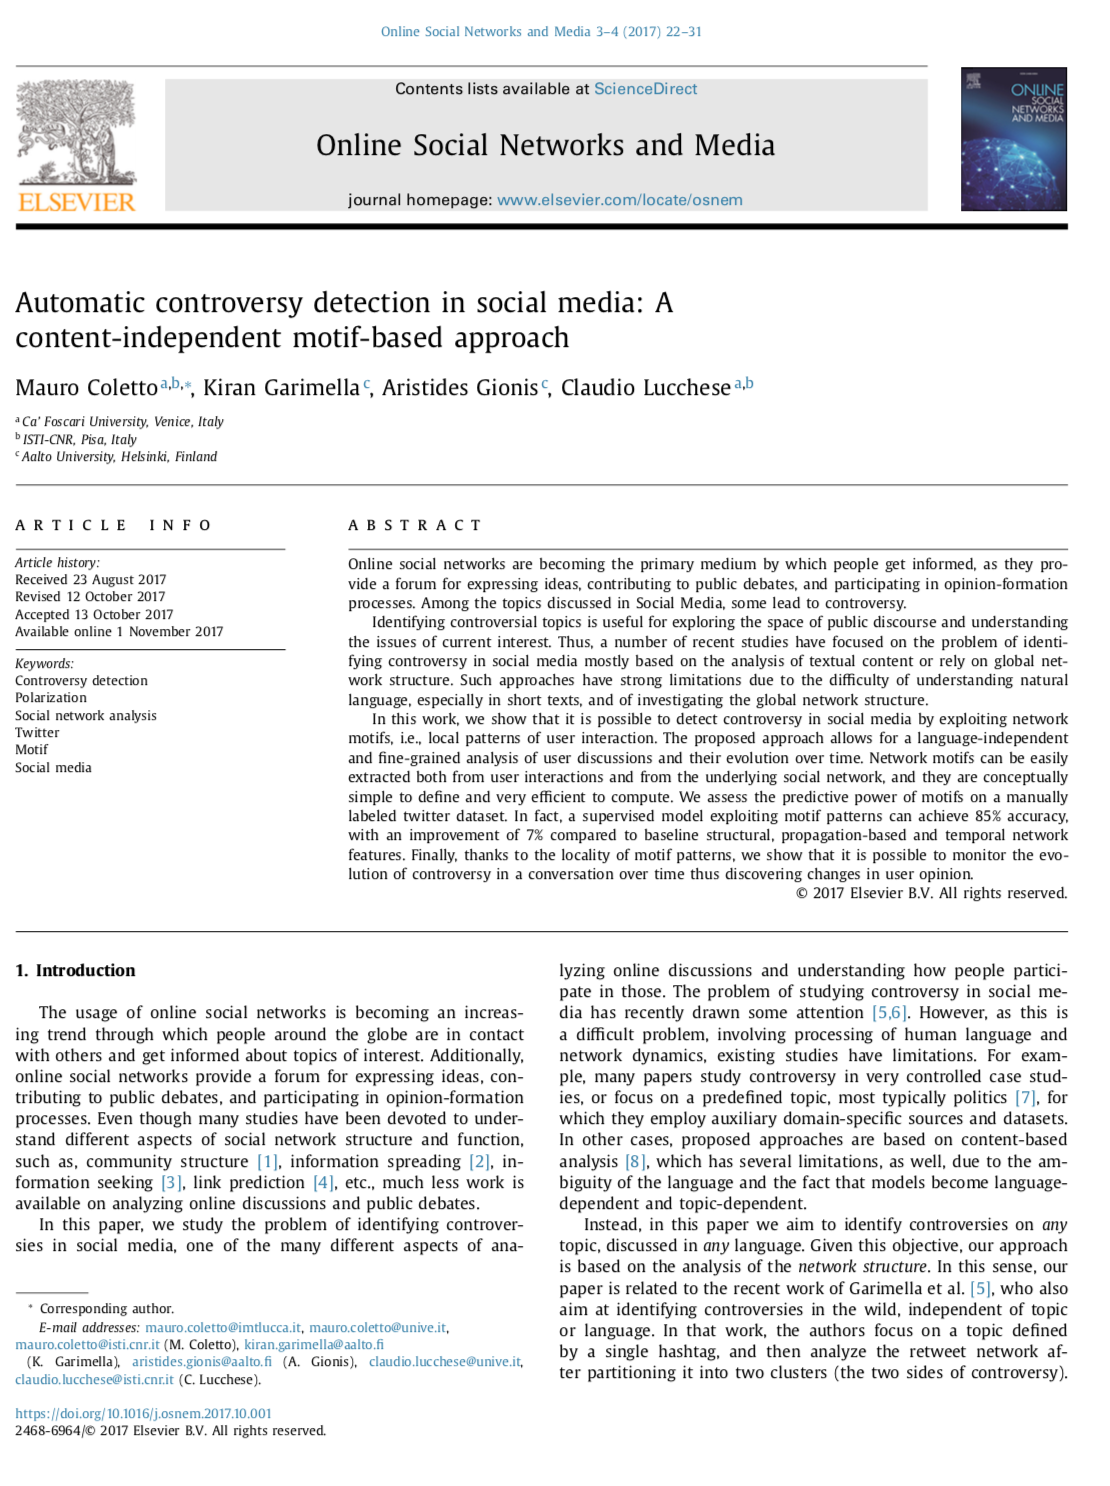 Online Social Networks and Media 3–4 (2017) 22–31
Contents lists available at ScienceDirect
Online Social Networks and Media
journal homepage: www.elsevier.com/locate/osnem
ELSEVIER
ONLINE
SOCIAL
NETWORKS
AND MEDIA
Automatic controversy detection in social media: A
content-independent motif-based approach
Mauro Coletto a,b,*, Kiran Garimella c, Aristides Gionis c, Claudio Lucchese a,b
a Ca’ Foscari University, Venice, Italy
b ISTI-CNR, Pisa, Italy
c Aalto University, Helsinki, Finland
ARTICLE INFO
Article history:
Received 23 August 2017
Revised 12 October 2017
Accepted 13 October 2017
Available online 1 November 2017
Keywords:
Controversy detection
Polarization
Social network analysis
Twitter
Motif
Social media
ABSTRACT
Online social networks are becoming the primary medium by which people get informed, as they pro-
vide a forum for expressing ideas, contributing to public debates, and participating in opinion-formation
processes. Among the topics discussed in Social Media, some lead to controversy.
Identifying controversial topics is useful for exploring the space of public discourse and understanding
the issues of current interest. Thus, a number of recent studies have focused on the problem of identi-
fying controversy in social media mostly based on the analysis of textual content or rely on global net-
work structure. Such approaches have strong limitations due to the difficulty of understanding natural
language, especially in short texts, and of investigating the global network structure.
In this work, we show that it is possible to detect controversy in social media by exploiting network
motifs, i.e., local patterns of user interaction. The proposed approach allows for a language-independent
and fine-grained analysis of user discussions and their evolution over time. Network motifs can be easily
extracted both from user interactions and from the underlying social network, and they are conceptually
simple to define and very efficient to compute. We assess the predictive power of motifs on a manually
labeled twitter dataset. In fact, a supervised model exploiting motif patterns can achieve 85% accuracy,
with an improvement of 7% compared to baseline structural, propagation-based and temporal network
features. Finally, thanks to the locality of motif patterns, we show that it is possible to monitor the evo-
lution of controversy in a conversation over time thus discovering changes in user opinion.
© 2017 Elsevier B.V. All rights reserved.
1. Introduction
The usage of online social networks is becoming an increas-
ing trend through which people around the globe are in contact
with others and get informed about topics of interest. Additionally,
online social networks provide a forum for expressing ideas, con-
tributing to public debates, and participating in opinion-formation
processes. Even though many studies have been devoted to under-
stand different aspects of social network structure and function,
such as, community structure [1], information spreading [2], in-
formation seeking [3], link prediction [4], etc., much less work is
available on analyzing online discussions and public debates.
In this paper, we study the problem of identifying controver-
sies in social media, one of the many different aspects of ana-
lyzing online discussions and understanding how people partici-
pate in those. The problem of studying controversy in social me-
dia has recently drawn some attention [5,6]. However, as this is
a difficult problem, involving processing of human language and
network dynamics, existing studies have limitations. For exam-
ple, many papers study controversy in very controlled case stud-
ies, or focus on a predefined topic, most typically politics [7], for
which they employ auxiliary domain-specific sources and datasets.
In other cases, proposed approaches are based on content-based
analysis [8], which has several limitations, as well, due to the am-
biguity of the language and the fact that models become language-
dependent and topic-dependent.
Instead, in this paper we aim to identify controversies on any
topic, discussed in any language. Given this objective, our approach
is based on the analysis of the network structure. In this sense, our
paper is related to the recent work of Garimella et al. [5], who also
aim at identifying controversies in the wild, independent of topic
or language. In that work, the authors focus on a topic defined
by a single hashtag, and then analyze the retweet network af-
ter partitioning it into two clusters (the two sides of controversy).
* Corresponding author.
E-mail addresses: mauro.coletto@imtlucca.it, mauro.coletto@unive.it,
mauro.coletto@isti.cnr.it (M. Coletto), kiran.garimella@aalto.fi
(K. Garimella), aristides.gionis@aalto.fi (A. Gionis), claudio.lucchese@unive.it,
claudio.lucchese@isti.cnr.it (C. Lucchese).
https://doi.org/10.1016/j.osnem.2017.10.001
2468-6964/© 2017 Elsevier B.V. All rights reserved.